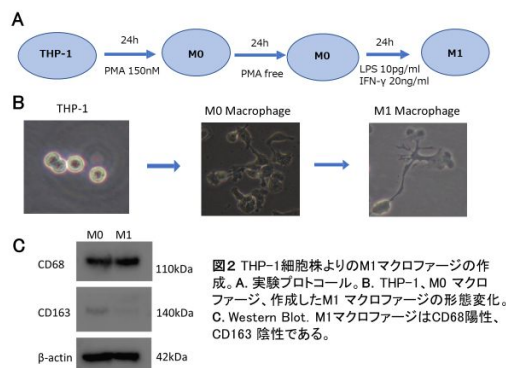 A
THP-1
24h
PMA 150nM
M0
24h
PMA free
M0
24h
LPS 10pg/ml
IFN-γ 20ng/ml
M1
B
THP-1
M0 Macrophage
M1 Macrophage
C
M0 M1
CD68
110kDa
CD163
140kDa
β-actin
42kDa
図2 THP-1細胞株よりのM1マクロファージの作
成。A. 実験プロトコール。B. THP-1、M0 マクロ
ファージ、作成したM1 マクロファージの形態変化。
C. Western Blot. M1マクロファージはCD68陽性、
CD163 陰性である。